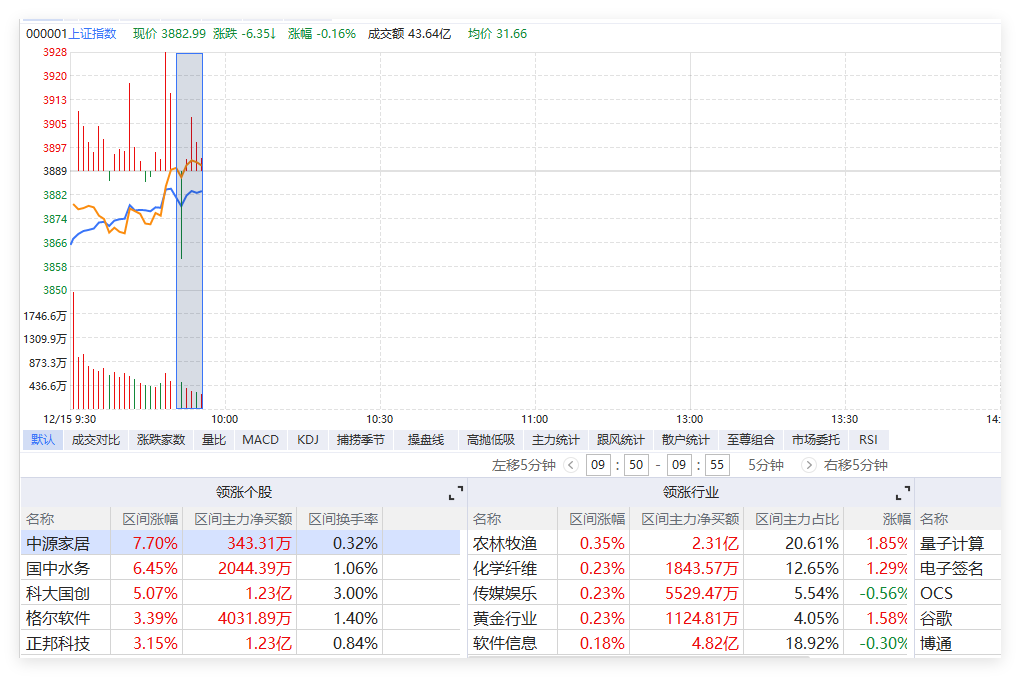 000001上证指数 现价 3882.99 涨跌 -6.35↓ 涨幅 -0.16% 成交额 43.64亿 均价 31.66
3928
3920
3913
3905
3897
3889
3882
3874
3866
3858
3850
1746.6万
1309.9万
873.3万
436.6万
12/15 9:30 10:00 10:30 11:00 13:00 13:30 14:
默认 成交对比 涨跌家数 量比 MACD KDJ 捕捞季节 操盘线 高抛低吸 主力统计 跟风统计 散户统计 至尊组合 市场委托 RSI
左移5分钟 09 : 50 - 09 : 55 5分钟 右移5分钟
领涨个股 领涨行业
名称 区间涨幅 区间主力净买额 区间换手率 名称 区间涨幅 区间主力净买额 区间主力占比 涨幅 名称
中源家居 7.70% 343.31万 0.32% 农林牧渔 0.35% 2.31亿 20.61% 1.85% 量子计算
国中水务 6.45% 2044.39万 1.06% 化学纤维 0.23% 1843.57万 12.65% 1.29% 电子签名
科大国创 5.07% 1.23亿 3.00% 传媒娱乐 0.23% 5529.47万 5.54% -0.56% OCS
格尔软件 3.39% 4031.89万 1.40% 黄金行业 0.23% 1124.81万 4.05% 1.58% 谷歌
正邦科技 3.15% 1.23亿 0.84% 软件信息 0.18% 4.82亿 18.92% -0.30% 博通